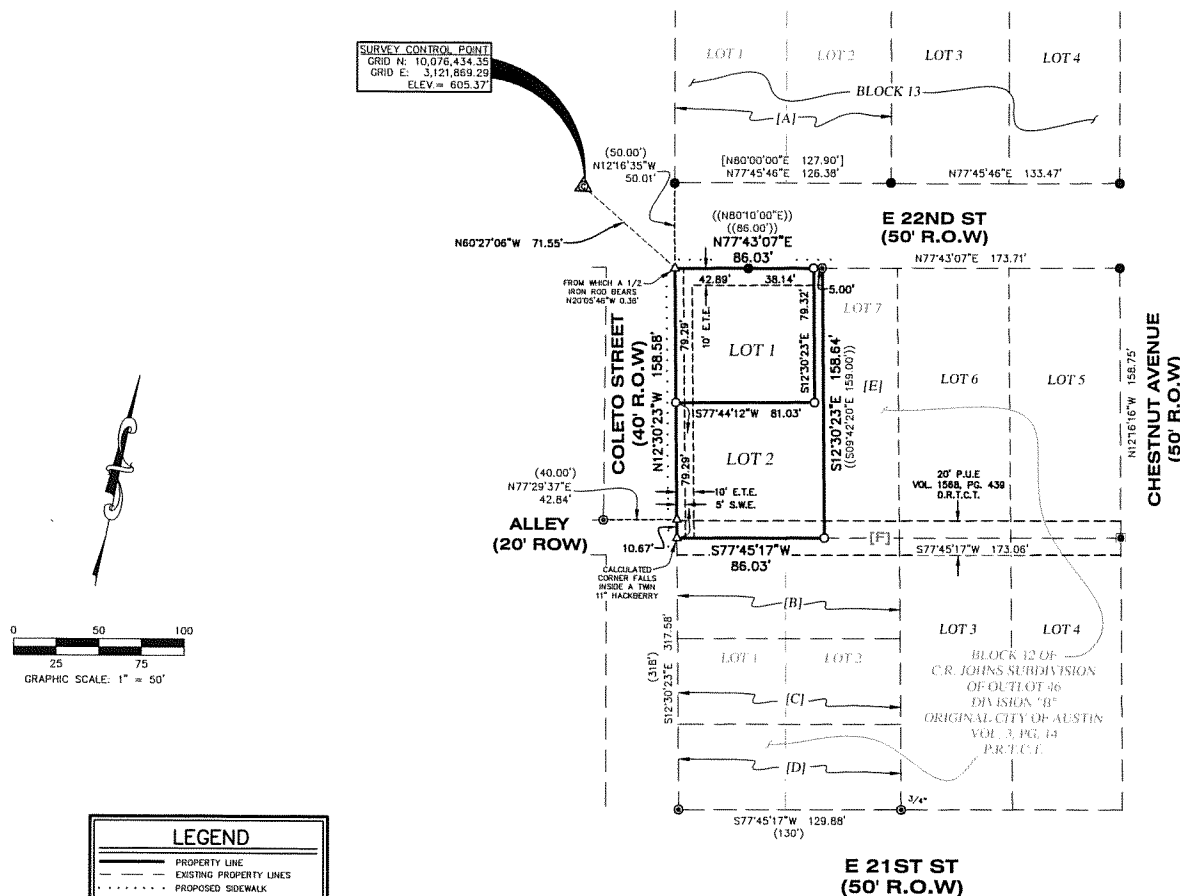 SURVEY CONTROL POINT
GRID N: 10,076,434.35
GRID E: 3,121,869.29
ELEV.= 605.37'
LOT 1
LOT 2
LOT 3
LOT 4
BLOCK 13
[A]
(50.00')
N12°16'35"W
50.01'
[N80°00'00"E 127.90']
N77°45'46"E 126.38'
N77°45'46"E 133.47'
E 22ND ST
(50' R.O.W)
((N80°10'00"E))
((86.00'))
N77°43'07"E
86.03'
N77°43'07"E 173.71'
N60°27'06"W 71.55'
FROM WHICH A 1/2
IRON ROD BEARS
N20°05'46"W 0.36'
42.89'
38.14'
5.00'
10' E.T.E.
79.29'
S12°30'23"E 79.32'
LOT 1
LOT 7
COLETO STREET
(40' R.O.W)
N12°30'23"W 158.58'
S12°30'23"E 158.64'
((S09°42'20"E 159.00'))
[E]
LOT 6
LOT 5
N12°16'16"W 158.75'
CHESTNUT AVENUE
(50' R.O.W)
S77°44'12"W 81.03'
LOT 2
79.29'
10' E.T.E.
5' S.W.E.
20' P.U.E
VOL. 1568, PG. 439
D.R.T.C.T.
(40.00')
N77°29'37"E
42.84'
ALLEY
(20' ROW)
10.67'
S77°45'17"W
86.03'
[F]
S77°45'17"W 173.06'
CALCULATED
CORNER FALLS
INSIDE A TWIN
11" HACKBERRY
[B]
(318')
S12°30'23"E 317.58'
LOT 1
LOT 2
LOT 3
LOT 4
[C]
[D]
BLOCK 12 OF
C.R. JOHNS SUBDIVISION
OF OUTLOT 46
DIVISION "B"
ORIGINAL CITY OF AUSTIN
VOL. 3, PG. 14
P.R.T.C.T.
3/4"
S77°45'17"W 129.88'
(130')
E 21ST ST
(50' R.O.W)
0 50 100
25 75
GRAPHIC SCALE: 1" = 50'
LEGEND
PROPERTY LINE
EXISTING PROPERTY LINES
PROPOSED SIDEWALK